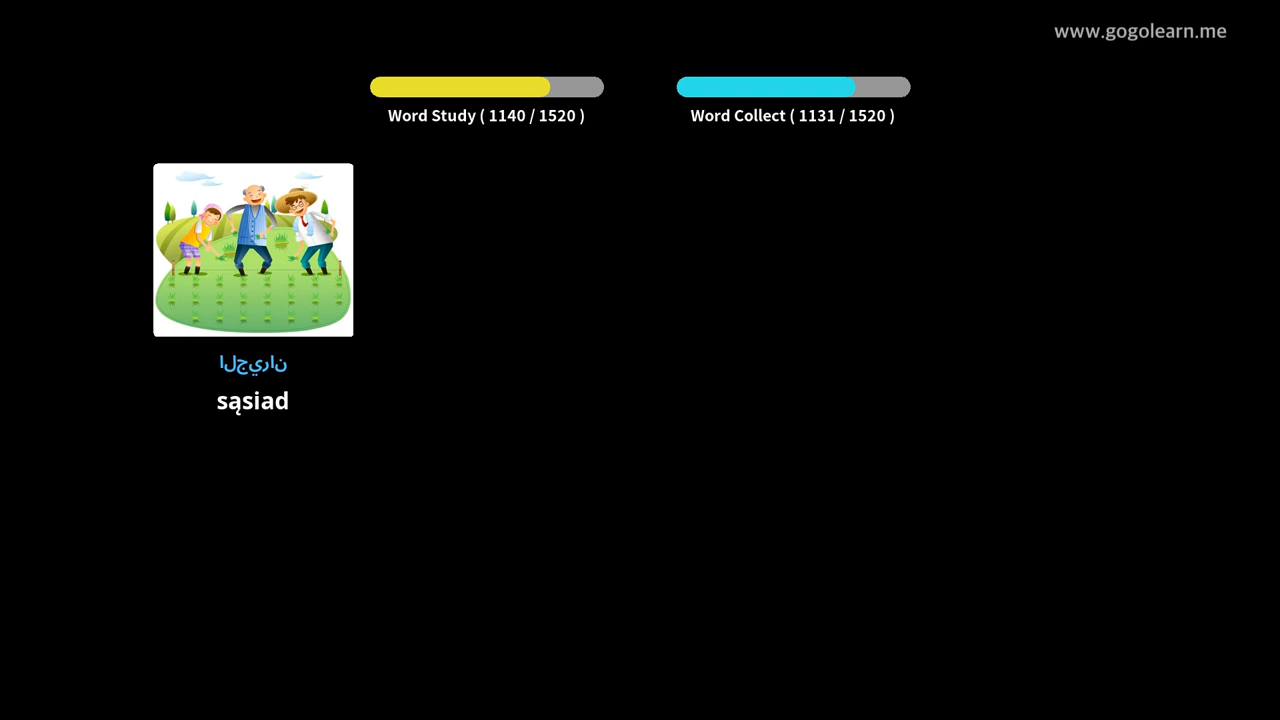 www.gogolearn.me
Word Study ( 1140 / 1520 )
Word Collect ( 1131 / 1520 )
الجيران
sąsiad